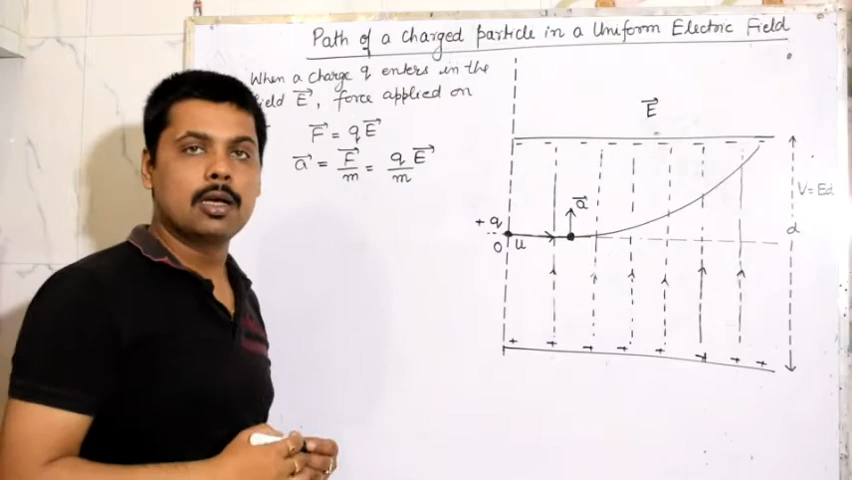 Path of a charged particle in a Uniform Electric Field
When a charge q enters in the
field E⃗, force applied on
F⃗ = qE⃗
a⃗ = F⃗/m = qE⃗/m
E⃗
- - - - - - - -
V=Ed
a⃗
+q
O u
d
+ + + + + + + +